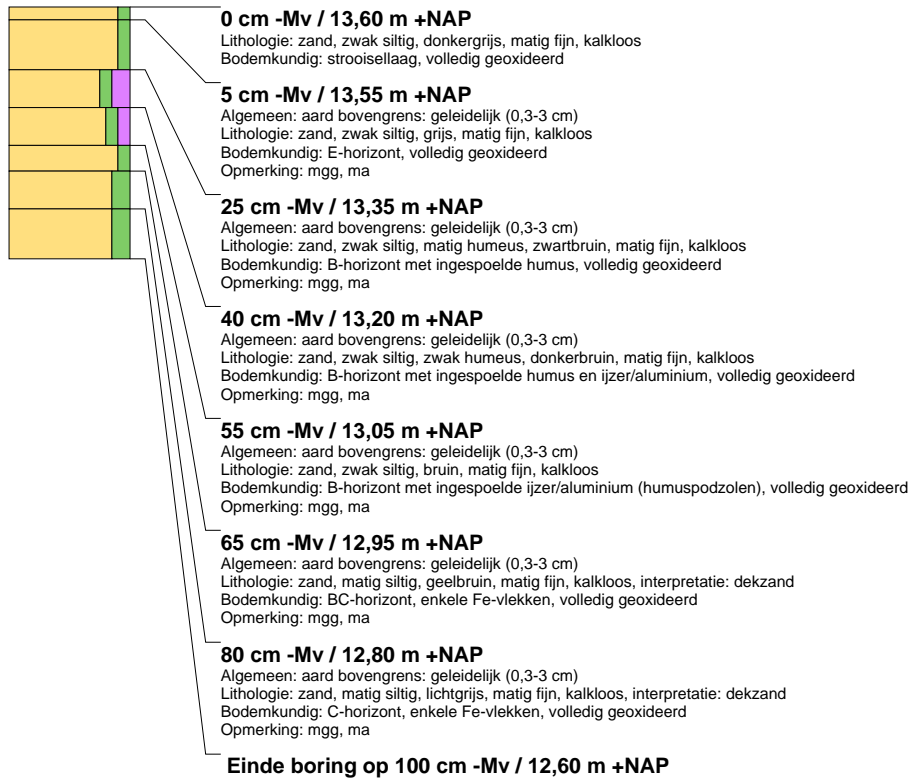 0 cm -Mv / 13,60 m +NAP
Lithologie: zand, zwak siltig, donkergrijs, matig fijn, kalkloos
Bodemkundig: strooisellaag, volledig geoxideerd
5 cm -Mv / 13,55 m +NAP
Algemeen: aard bovengrens: geleidelijk (0,3-3 cm)
Lithologie: zand, zwak siltig, grijs, matig fijn, kalkloos
Bodemkundig: E-horizont, volledig geoxideerd
Opmerking: mgg, ma
25 cm -Mv / 13,35 m +NAP
Algemeen: aard bovengrens: geleidelijk (0,3-3 cm)
Lithologie: zand, zwak siltig, matig humeus, zwartbruin, matig fijn, kalkloos
Bodemkundig: B-horizont met ingespoelde humus, volledig geoxideerd
Opmerking: mgg, ma
40 cm -Mv / 13,20 m +NAP
Algemeen: aard bovengrens: geleidelijk (0,3-3 cm)
Lithologie: zand, zwak siltig, zwak humeus, donkerbruin, matig fijn, kalkloos
Bodemkundig: B-horizont met ingespoelde humus en ijzer/aluminium, volledig geoxideerd
Opmerking: mgg, ma
55 cm -Mv / 13,05 m +NAP
Algemeen: aard bovengrens: geleidelijk (0,3-3 cm)
Lithologie: zand, zwak siltig, bruin, matig fijn, kalkloos
Bodemkundig: B-horizont met ingespoelde ijzer/aluminium (humuspodzolen), volledig geoxideerd
Opmerking: mgg, ma
65 cm -Mv / 12,95 m +NAP
Algemeen: aard bovengrens: geleidelijk (0,3-3 cm)
Lithologie: zand, matig siltig, geelbruin, matig fijn, kalkloos, interpretatie: dekzand
Bodemkundig: BC-horizont, enkele Fe-vlekken, volledig geoxideerd
Opmerking: mgg, ma
80 cm -Mv / 12,80 m +NAP
Algemeen: aard bovengrens: geleidelijk (0,3-3 cm)
Lithologie: zand, matig siltig, lichtgrijs, matig fijn, kalkloos, interpretatie: dekzand
Bodemkundig: C-horizont, enkele Fe-vlekken, volledig geoxideerd
Opmerking: mgg, ma
Einde boring op 100 cm -Mv / 12,60 m +NAP